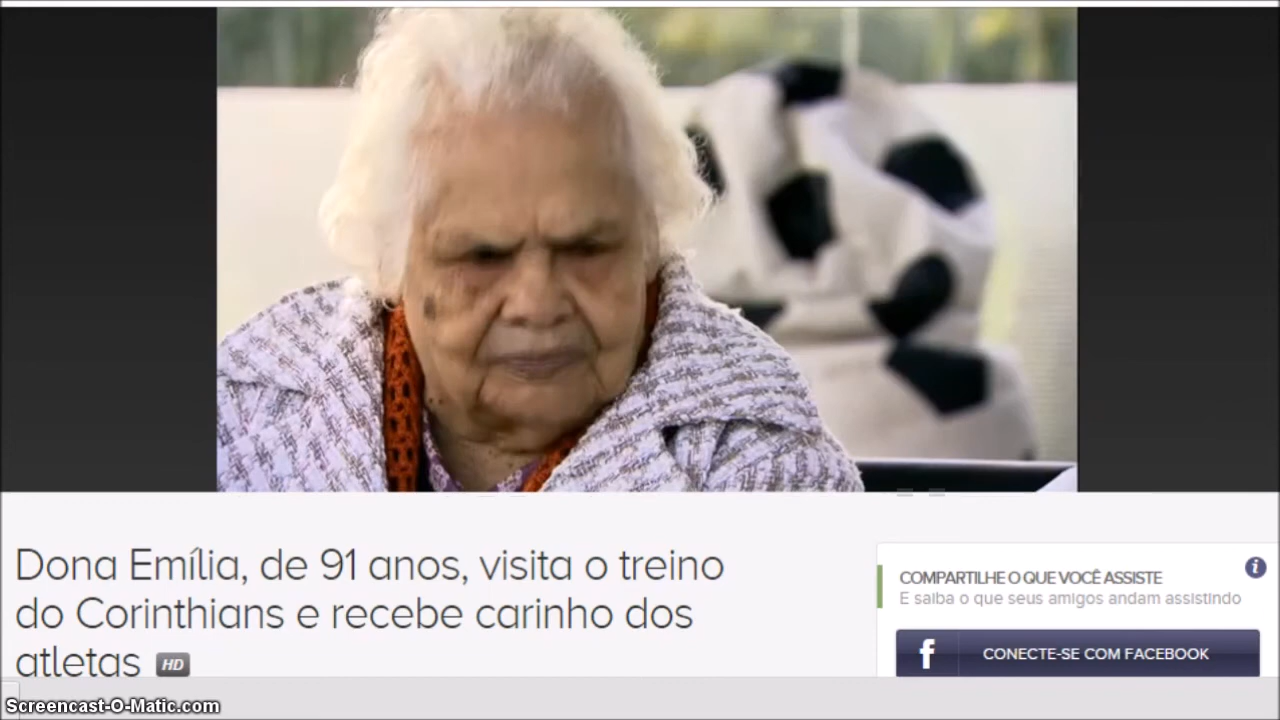 Dona Emília, de 91 anos, visita o treino
do Corinthians e recebe carinho dos
atletas HD
COMPARTILHE O QUE VOCÊ ASSISTE
E saiba o que seus amigos andam assistindo
f CONECTE-SE COM FACEBOOK
Screencast-O-Matic.com